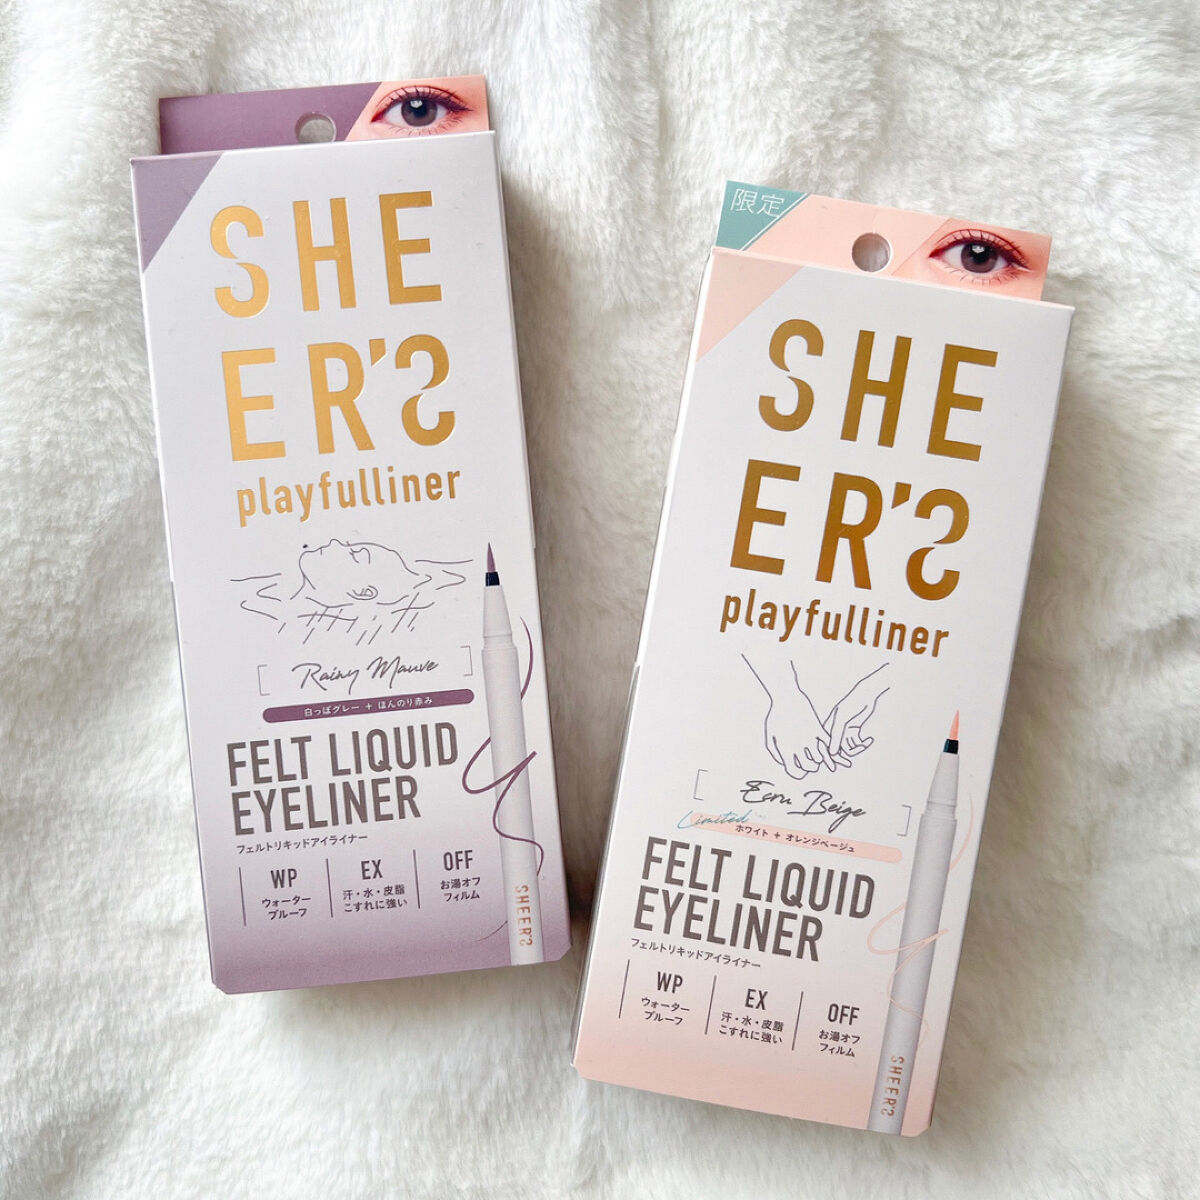 SHE
ER'S
playfulliner
Rainy Mauve
白っぽグレー + ほんのり赤み
FELT LIQUID
EYELINER
フェルトリキッドアイライナー
WP
ウォーター
プルーフ
EX
汗・水・皮脂
こすれに強い
OFF
お湯オフ
フィルム
SHEER'S
限定
SHE
ER'S
playfulliner
Ecru Beige
Limited
ホワイト + オレンジベージュ
FELT LIQUID
EYELINER
フェルトリキッドアイライナー
WP
ウォーター
プルーフ
EX
汗・水・皮脂
こすれに強い
OFF
お湯オフ
フィルム
SHEER'S